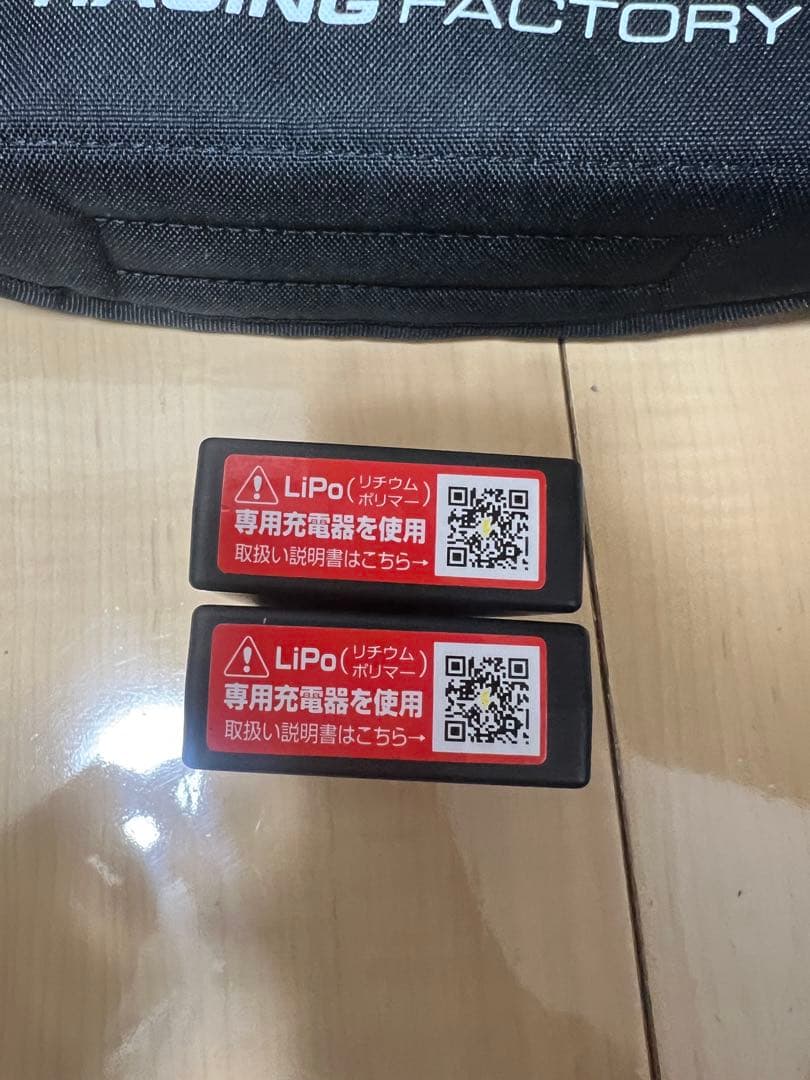 RACING FACTORY
LiPo(リチウムポリマー)
専用充電器を使用
取扱い説明書はこちら→
LiPo(リチウムポリマー)
専用充電器を使用
取扱い説明書はこちら→